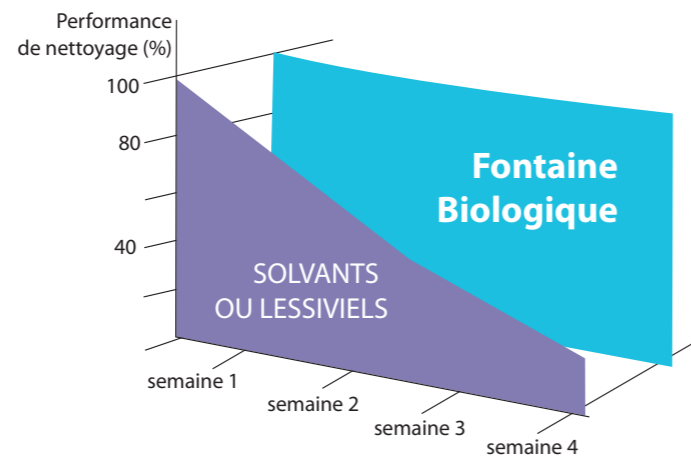 Performance
de nettoyage (%)
100
80
40
Fontaine
Biologique
SOLVANTS
OU LESSIVIELS
semaine 1
semaine 2
semaine 3
semaine 4